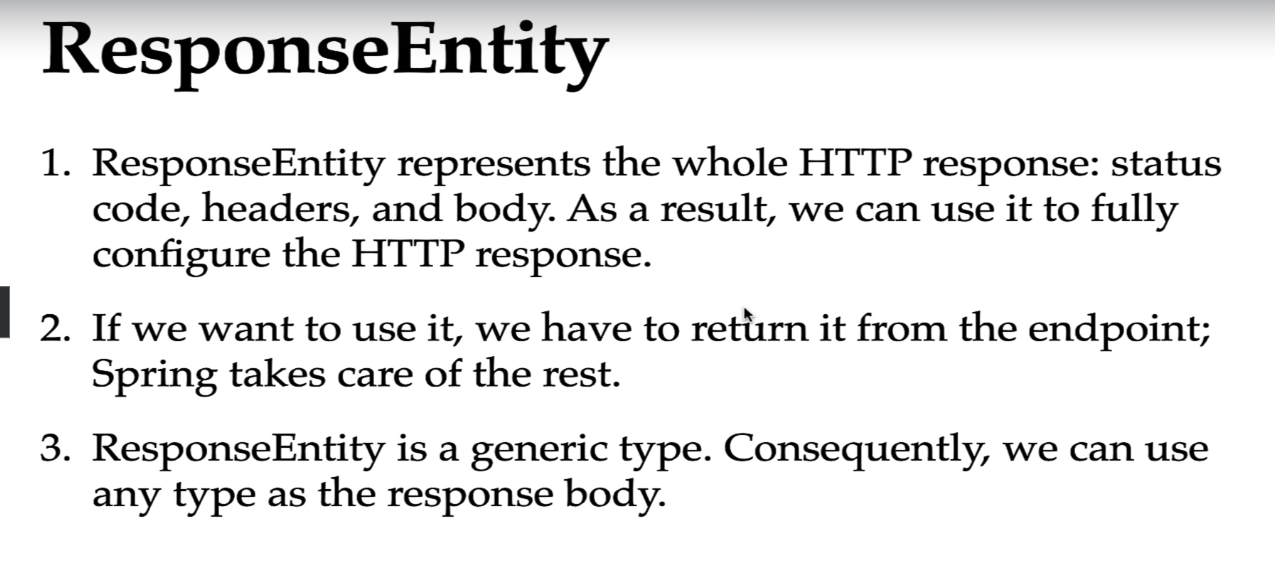 ResponseEntity
1. ResponseEntity represents the whole HTTP response: status
code, headers, and body. As a result, we can use it to fully
configure the HTTP response.
2. If we want to use it, we have to return it from the endpoint;
Spring takes care of the rest.
3. ResponseEntity is a generic type. Consequently, we can use
any type as the response body.